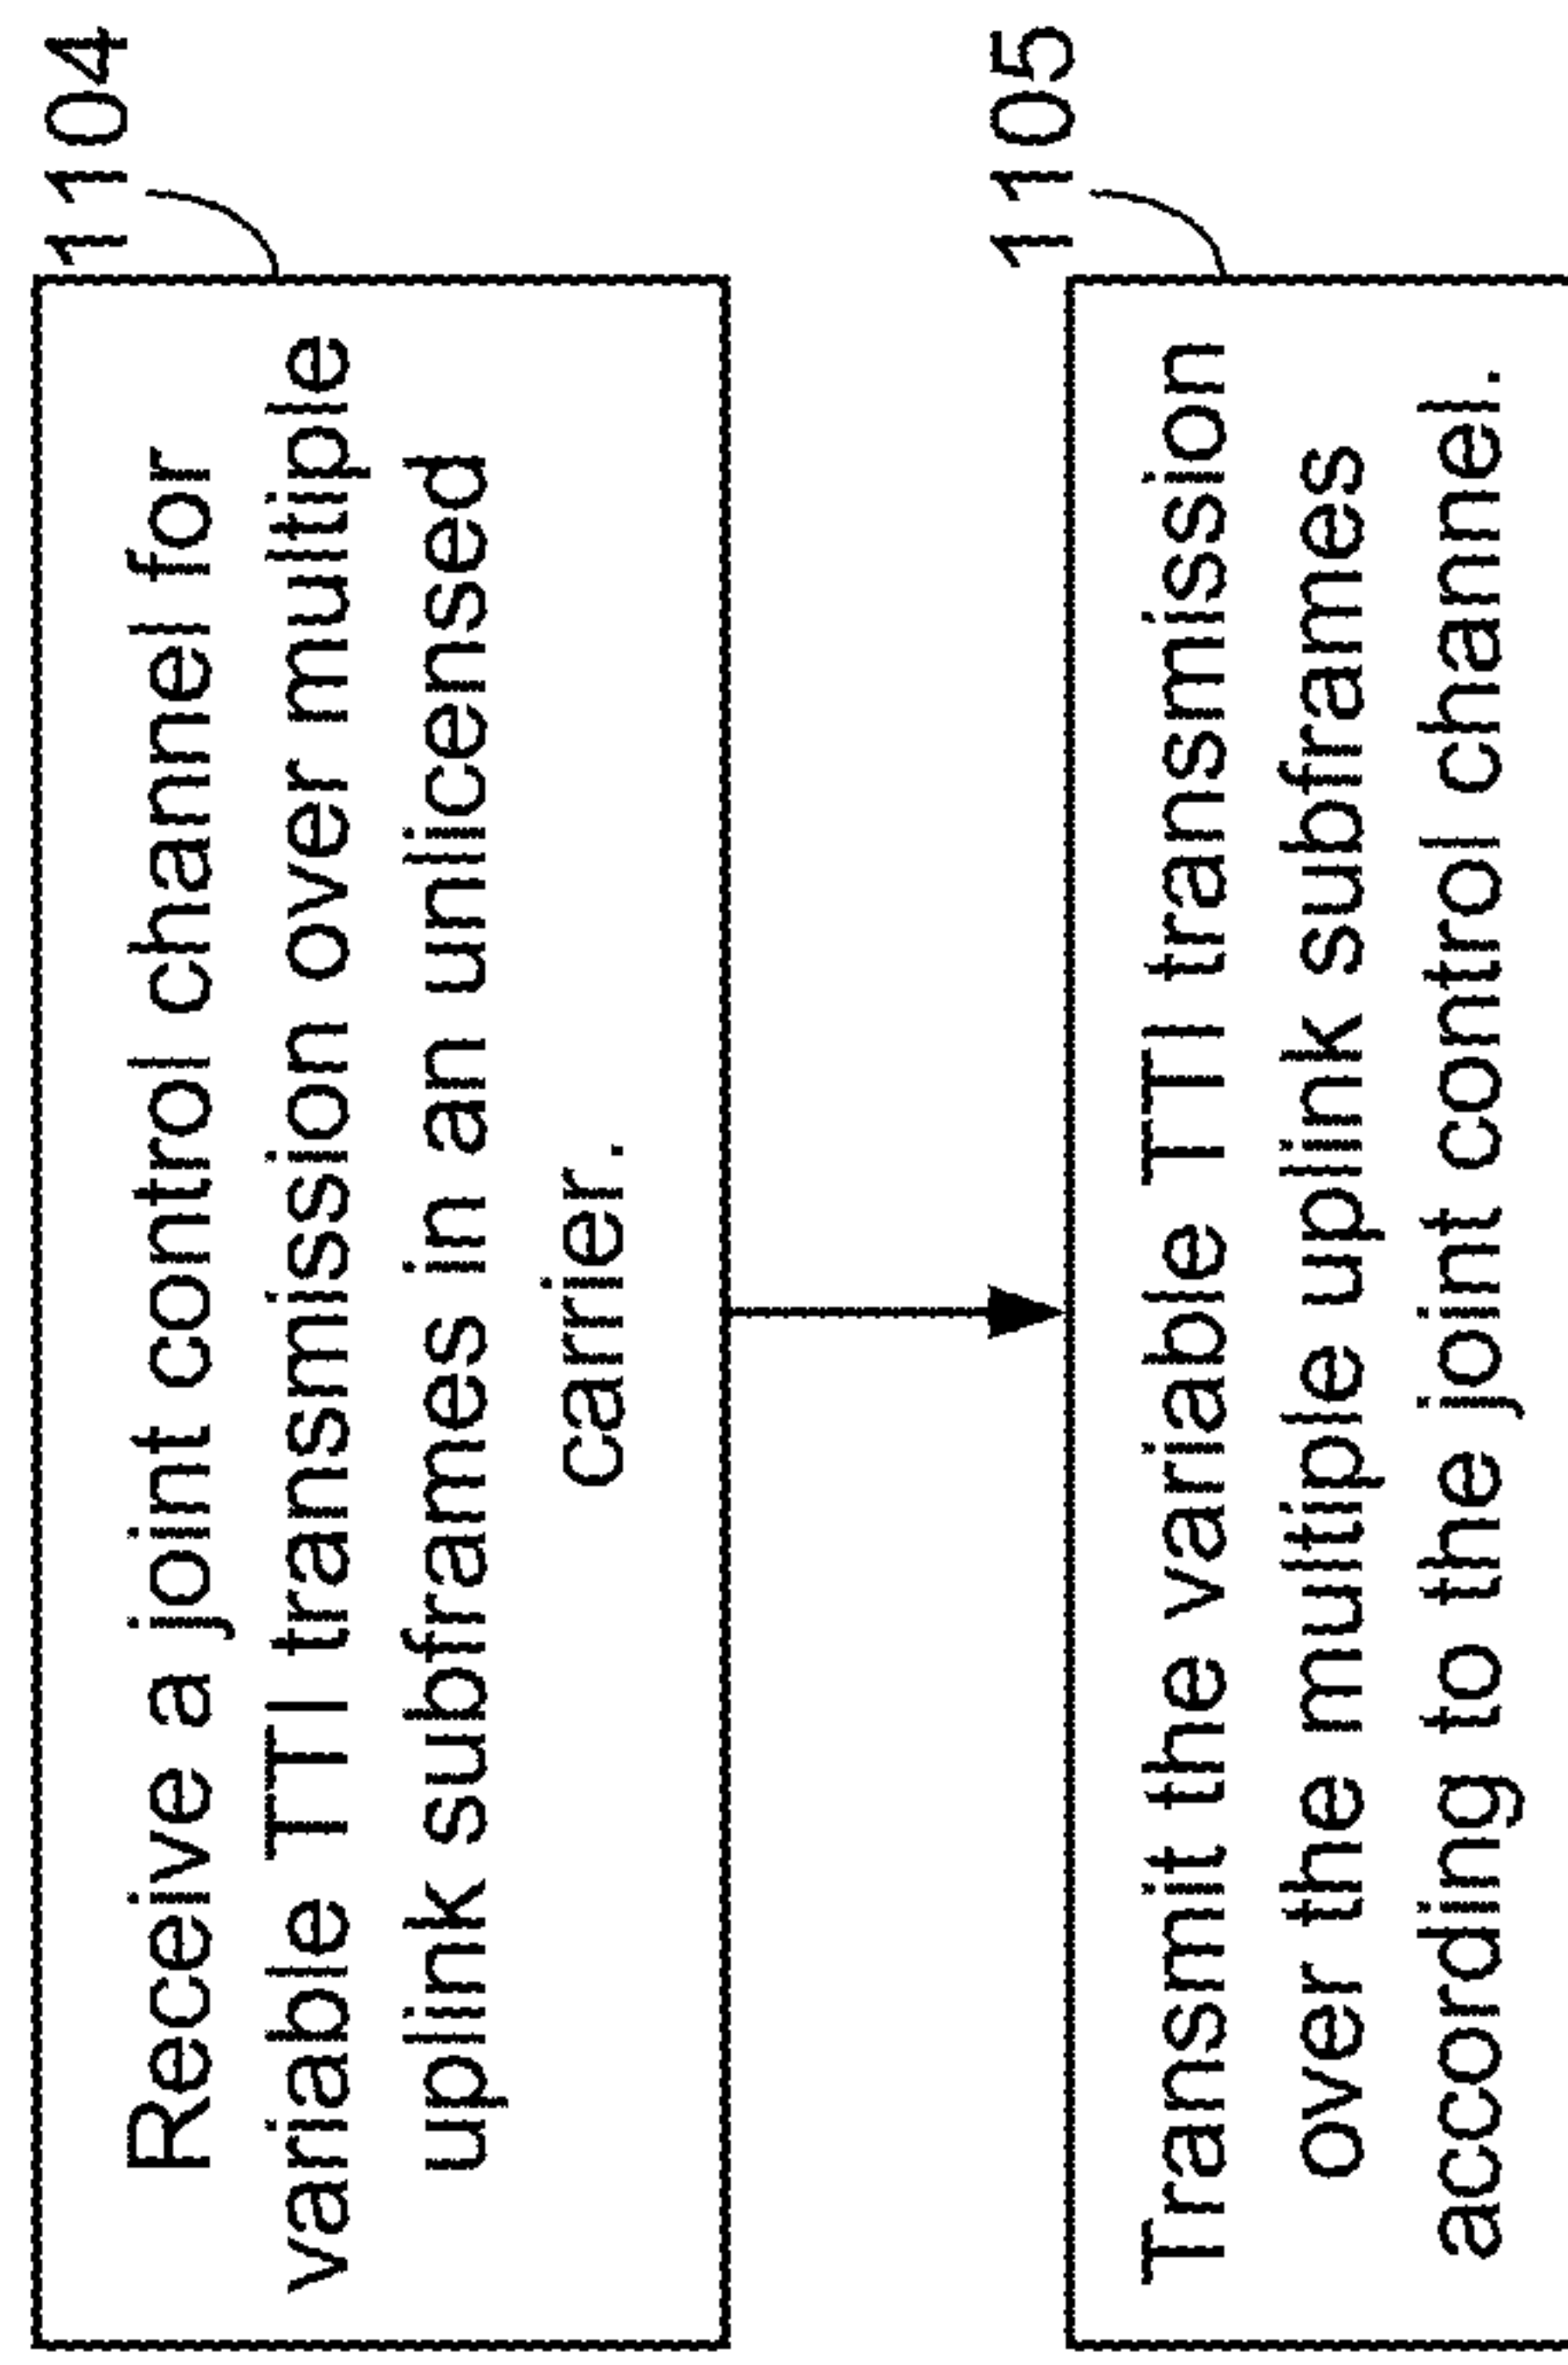 1104
Receive a joint control channel for
variable TTI transmission over multiple
uplink subframes in an unlicensed
carrier.
1105
Transmit the variable TTI transmission
over the multiple uplink subframes
according to the joint control channel.